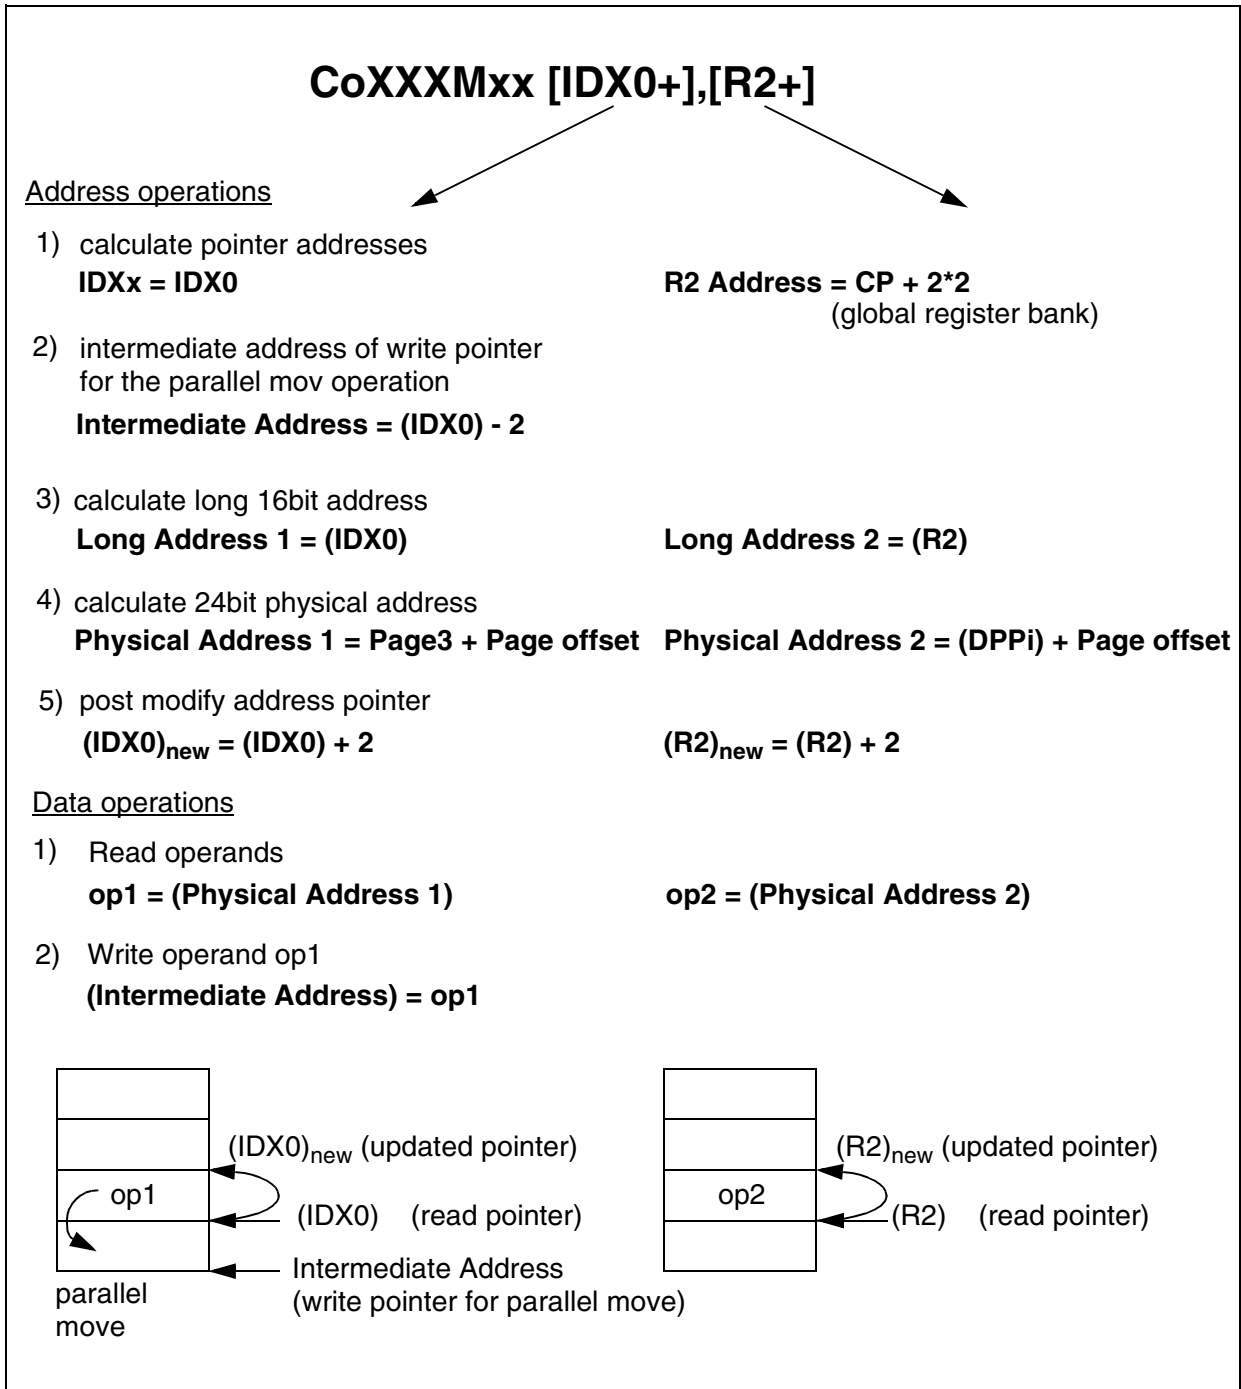 CoXXXMxx [IDX0+],[R2+]
Address operations
1) calculate pointer addresses
IDXx = IDX0
R2 Address = CP + 2*2
(global register bank)
2) intermediate address of write pointer
for the parallel mov operation
Intermediate Address = (IDX0) - 2
3) calculate long 16bit address
Long Address 1 = (IDX0)
Long Address 2 = (R2)
4) calculate 24bit physical address
Physical Address 1 = Page3 + Page offset
Physical Address 2 = (DPPi) + Page offset
5) post modify address pointer
(IDX0)new = (IDX0) + 2
(R2)new = (R2) + 2
Data operations
1) Read operands
op1 = (Physical Address 1)
op2 = (Physical Address 2)
2) Write operand op1
(Intermediate Address) = op1
(IDX0)new (updated pointer)
op1
(IDX0) (read pointer)
Intermediate Address
(write pointer for parallel move)
parallel
move
(R2)new (updated pointer)
op2
(R2) (read pointer)